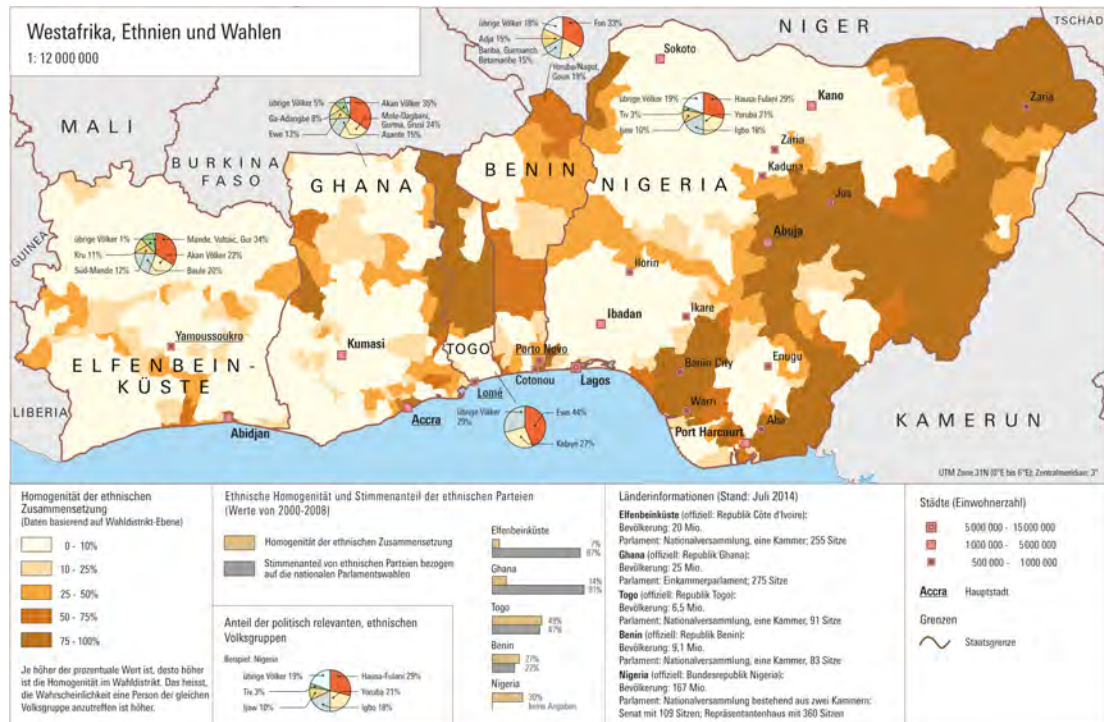 Westafrika, Ethnien und Wahlen
1: 12 000 000
MALI
BURKINA
FASO
NIGER
TSCHAD
GUINEA
LIBERIA
KAMERUN
ELFENBEIN-
KÜSTE
GHANA
TOGO
BENIN
NIGERIA
übrige Völker 18%
Fon 33%
Adja 15%
Bariba, Gurmanch
Betamaribe 15%
Yoruba/Nagot,
Goun 19%
übrige Völker 5%
Akan Völker 35%
Ga-Adangbe 8%
Mole-Dagbani,
Gurma, Grusi 24%
Ewe 13%
Asante 15%
übrige Völker 19%
Hausa-Fulani 29%
Tiv 3%
Yoruba 21%
Ijaw 10%
Igbo 18%
übrige Völker 1%
Mande, Voltaic, Gur 34%
Kru 11%
Akan Völker 22%
Süd-Mande 12%
Baule 20%
übrige Völker
29%
Ewe 44%
Kabye 27%
Sokoto
Kano
Zaria
Zaria
Kaduna
Jos
Abuja
Ilorin
Ibadan
Ikare
Yamoussoukro
Kumasi
Porto Novo
Cotonou
Lagos
Benin City
Enugu
Lomé
Accra
Abidjan
Warri
Aba
Port Harcourt
UTM Zone 31N (0°E bis 6°E); Zentralmeridian: 3°
Homogenität der ethnischen
Zusammensetzung
(Daten basierend auf Wahldistrikt-Ebene)
0 - 10%
10 - 25%
25 - 50%
50 - 75%
75 - 100%
Je höher der prozentuale Wert ist, desto höher
ist die Homogenität im Wahldistrikt. Das heisst,
die Wahrscheinlichkeit eine Person der gleichen
Volksgruppe anzutreffen ist höher.
Ethnische Homogenität und Stimmenanteil der ethnischen Parteien
(Werte von 2000-2008)
Homogenität der ethnischen Zusammensetzung
Stimmenanteil von ethnischen Parteien bezogen
auf die nationalen Parlamentswahlen
Anteil der politisch relevanten, ethnischen
Volksgruppen
Beispiel: Nigeria
übrige Völker 19%
Hausa-Fulani 29%
Tiv 3%
Yoruba 21%
Ijaw 10%
Igbo 18%
Elfenbeinküste
7%
87%
Ghana
14%
91%
Togo
49%
47%
Benin
27%
22%
Nigeria
30%
keine Angaben
Länderinformationen (Stand: Juli 2014)
Elfenbeinküste (offiziell: Republik Côte d'Ivoire):
Bevölkerung: 20 Mio.
Parlament: Nationalversammlung, eine Kammer; 255 Sitze
Ghana (offiziell: Republik Ghana):
Bevölkerung: 25 Mio.
Parlament: Einkammerparlament; 275 Sitze
Togo (offiziell: Republik Togo):
Bevölkerung: 6,5 Mio.
Parlament: Nationalversammlung, eine Kammer, 91 Sitze
Benin (offiziell: Republik Benin):
Bevölkerung: 9,1 Mio.
Parlament: Nationalversammlung, eine Kammer, 83 Sitze
Nigeria (offiziell: Bundesrepublik Nigeria):
Bevölkerung: 167 Mio.
Parlament: Nationalversammlung bestehend aus zwei Kammern:
Senat mit 109 Sitzen; Repräsentantenhaus mit 360 Sitzen
Städte (Einwohnerzahl)
5 000 000 - 15 000 000
1 000 000 - 5 000 000
500 000 - 1 000 000
Accra Hauptstadt
Grenzen
Staatsgrenze